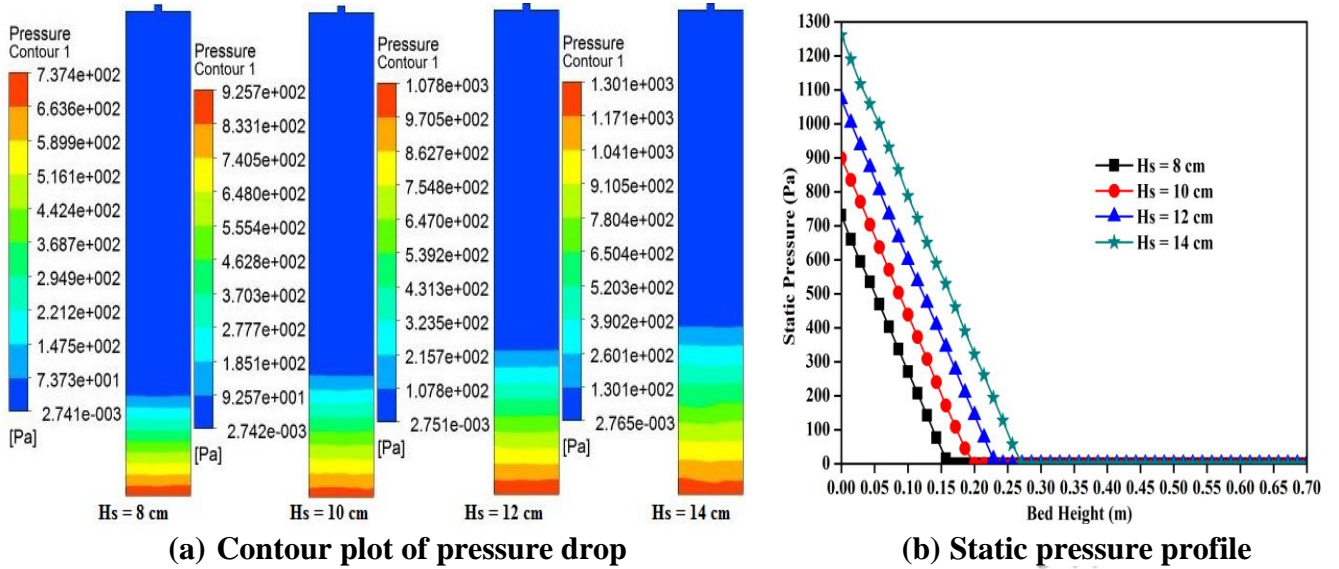 Pressure
Contour 1
7.374e+002
6.636e+002
5.899e+002
5.161e+002
4.424e+002
3.687e+002
2.949e+002
2.212e+002
1.475e+002
7.373e+001
2.741e-003
[Pa]
Hs = 8 cm
Pressure
Contour 1
9.257e+002
8.331e+002
7.405e+002
6.480e+002
5.554e+002
4.628e+002
3.703e+002
2.777e+002
1.851e+002
9.257e+001
2.742e-003
[Pa]
Hs = 10 cm
Pressure
Contour 1
1.078e+003
9.705e+002
8.627e+002
7.548e+002
6.470e+002
5.392e+002
4.313e+002
3.235e+002
2.157e+002
1.078e+002
2.751e-003
[Pa]
Hs = 12 cm
Pressure
Contour 1
1.301e+003
1.171e+003
1.041e+003
9.105e+002
7.804e+002
6.504e+002
5.203e+002
3.902e+002
2.601e+002
1.301e+002
2.765e-003
[Pa]
Hs = 14 cm
(a) Contour plot of pressure drop
Static Pressure (Pa)
1300
1200
1100
1000
900
800
700
600
500
400
300
200
100
0
Hs = 8 cm
Hs = 10 cm
Hs = 12 cm
Hs = 14 cm
0.00 0.05 0.10 0.15 0.20 0.25 0.30 0.35 0.40 0.45 0.50 0.55 0.60 0.65 0.70
Bed Height (m)
(b) Static pressure profile